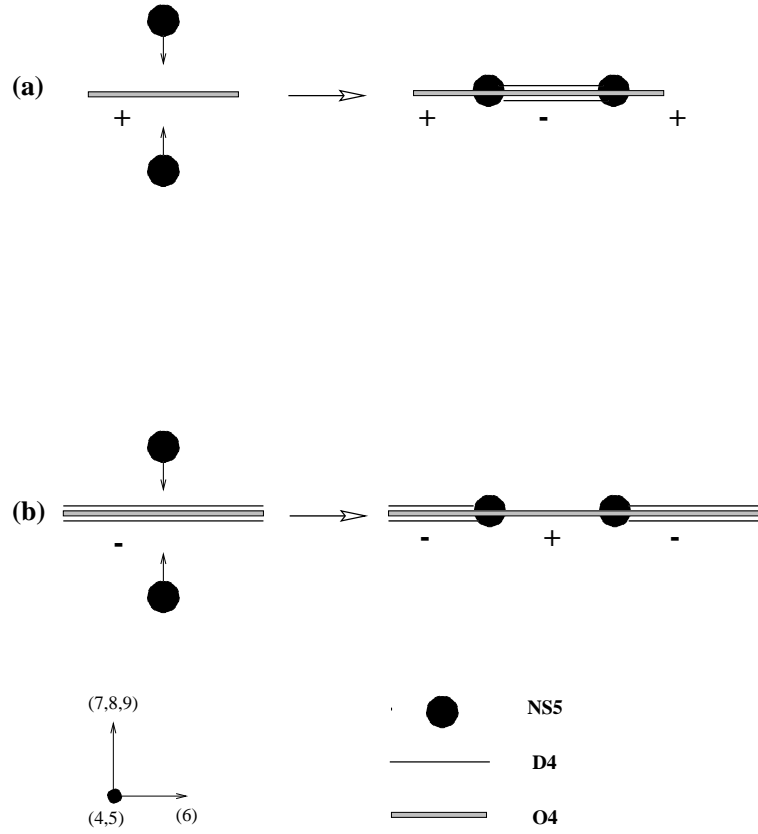 (a)
+
+ - +
(b)
-
- + -
(7,8,9)
(4,5)
(6)
NS5
D4
O4